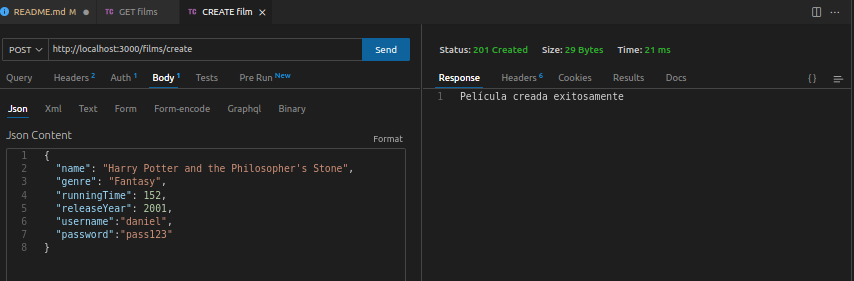 README.md M
TC GET films
TC CREATE film
POST
http://localhost:3000/films/create
Send
Query Headers 2 Auth 1 Body 1 Tests Pre Run New
Json Xml Text Form Form-encode Graphql Binary
Json Content
Format
1 {
2 "name": "Harry Potter and the Philosopher's Stone",
3 "genre": "Fantasy",
4 "runningTime": 152,
5 "releaseYear": 2001,
6 "username":"daniel",
7 "password":"pass123"
8 }
Status: 201 Created Size: 29 Bytes Time: 21 ms
Response Headers 6 Cookies Results Docs {}
1 Película creada exitosamente